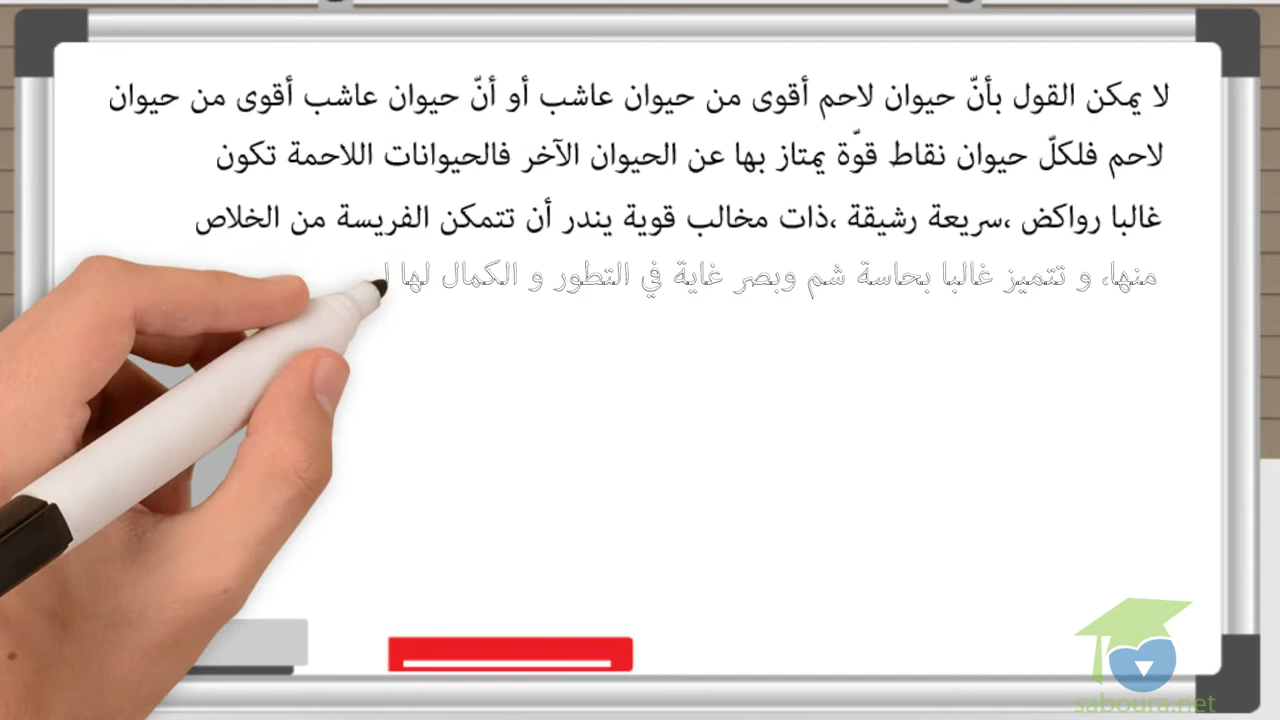 لا يمكن القول بأنّ حيوان لاحم أقوى من حيوان عاشب أو أنّ حيوان عاشب أقوى من حيوان
لاحم فلكلّ حيوان نقاط قوّة يمتاز بها عن الحيوان الآخر فالحيوانات اللاحمة تكون
غالبا رواكض ،سريعة رشيقة ،ذات مخالب قوية يندر أن تتمكن الفريسة من الخلاص
منها، و تتميز غالبا بحاسة شم وبصر غاية في التطور و الكمال لها ا
saboura.net